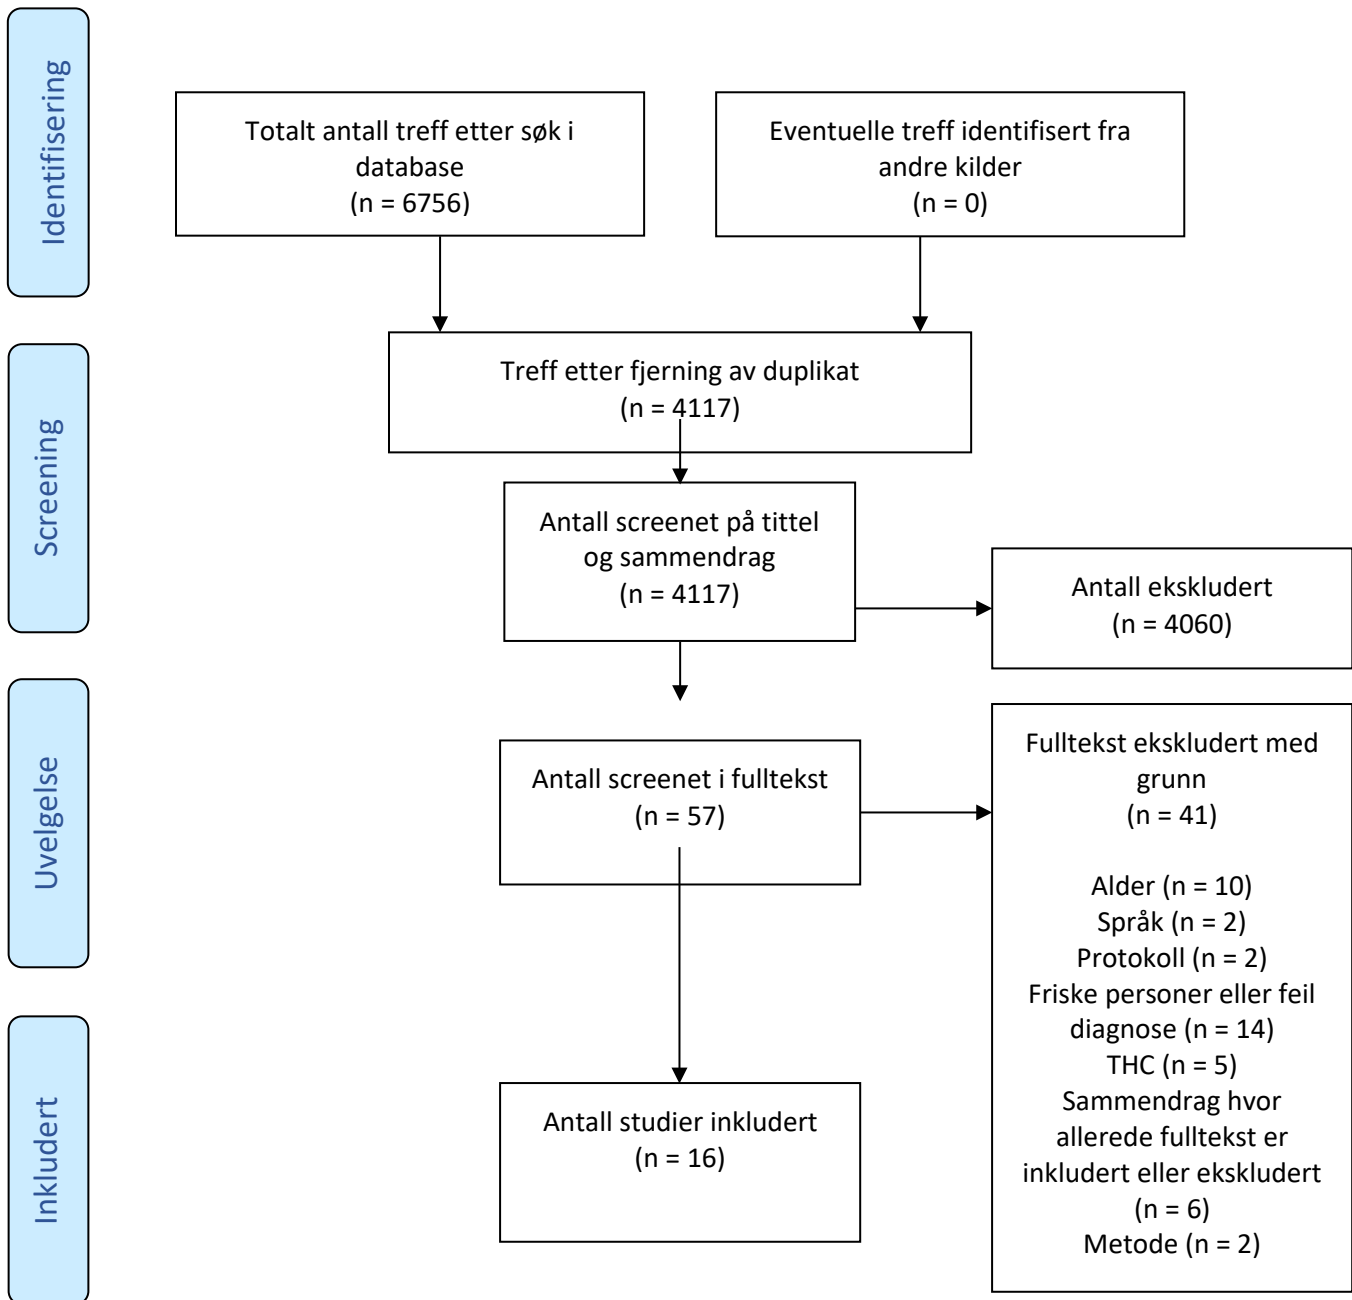 Identifisering
Totalt antall treff etter søk i
database
(n = 6756)
Eventuelle treff identifisert fra
andre kilder
(n = 0)
Screening
Treff etter fjerning av duplikat
(n = 4117)
Antall screenet på tittel
og sammendrag
(n = 4117)
Antall ekskludert
(n = 4060)
Uvelgelse
Antall screenet i fulltekst
(n = 57)
Fulltekst ekskludert med
grunn
(n = 41)
Alder (n = 10)
Språk (n = 2)
Protokoll (n = 2)
Friske personer eller feil
diagnose (n = 14)
THC (n = 5)
Sammendrag hvor
allerede fulltekst er
inkludert eller ekskludert
(n = 6)
Metode (n = 2)
Inkludert
Antall studier inkludert
(n = 16)